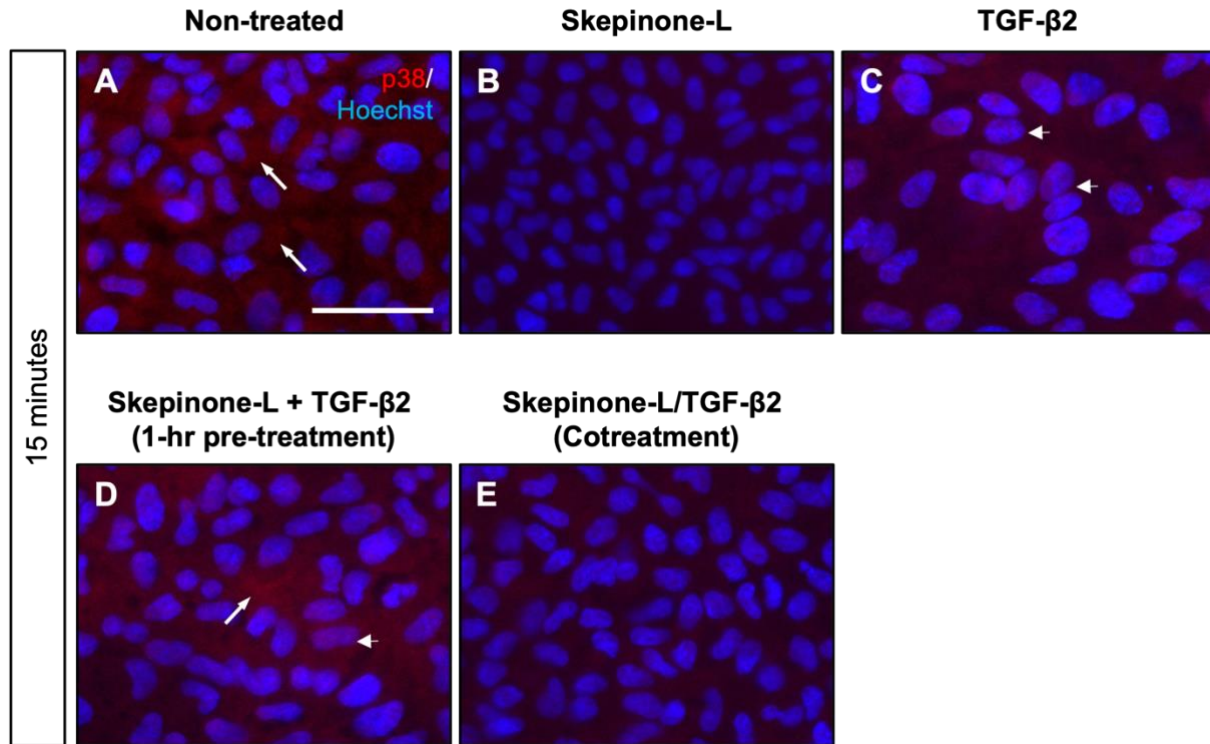 Non-treated
Skepinone-L
TGF-β2
15 minutes
A
p38/
Hoechst
B
C
Skepinone-L + TGF-β2
(1-hr pre-treatment)
Skepinone-L/TGF-β2
(Cotreatment)
D
E